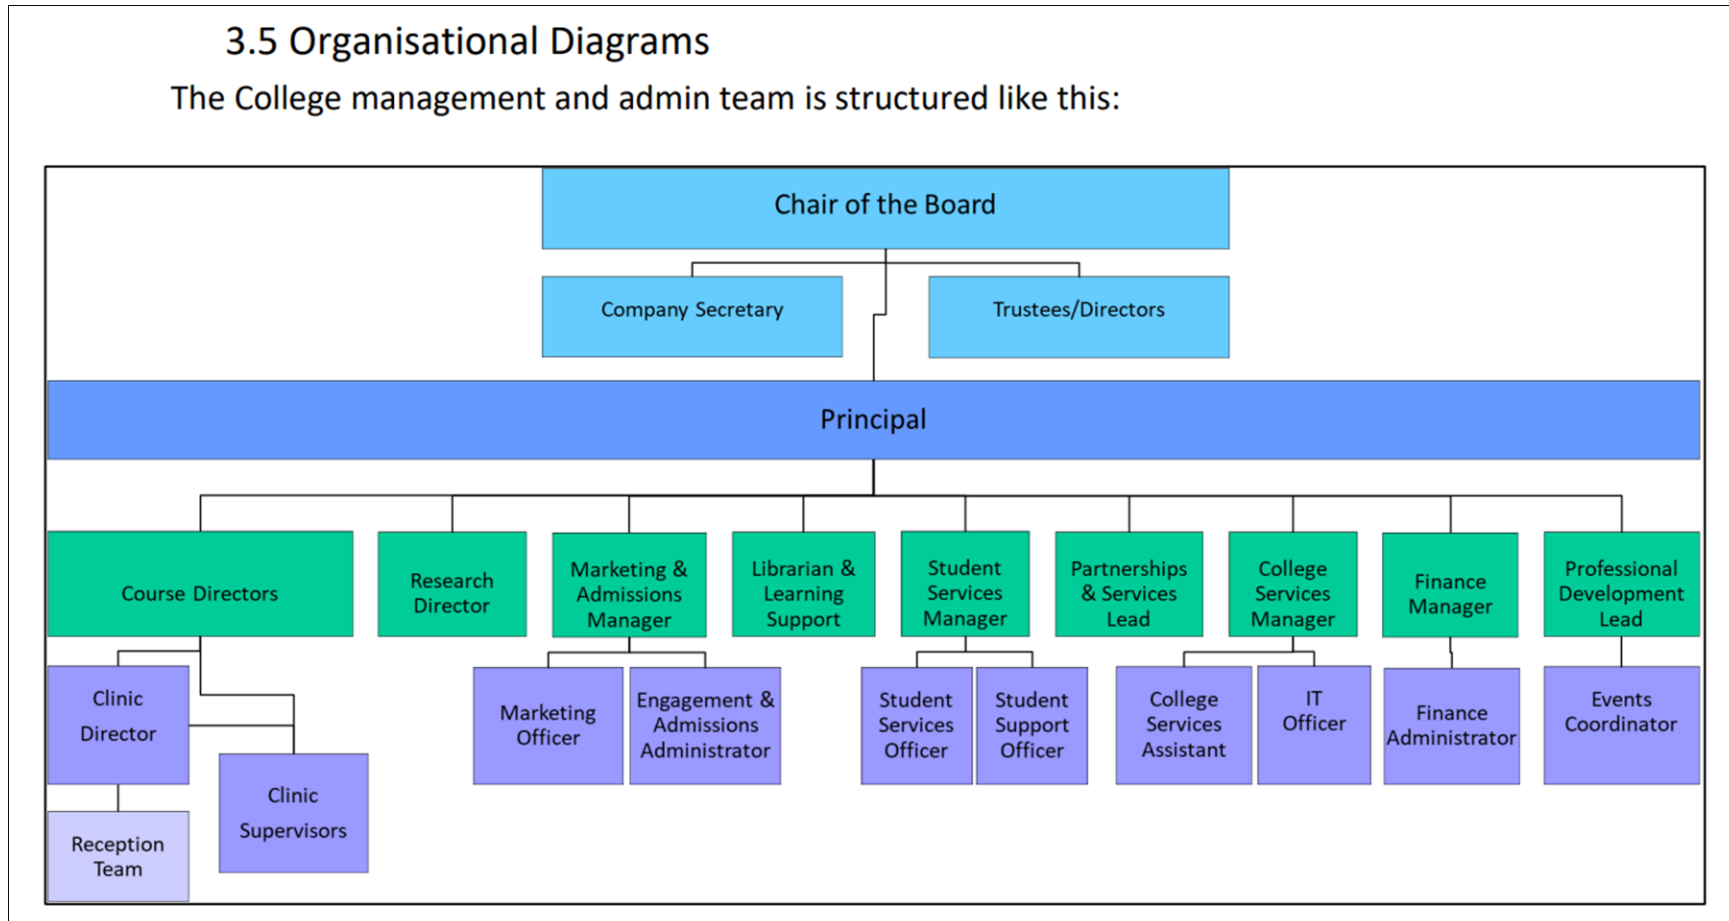 3.5 Organisational Diagrams
The College management and admin team is structured like this:
Chair of the Board
Company Secretary
Trustees/Directors
Principal
Course Directors
Research
Director
Marketing &
Admissions
Manager
Librarian &
Learning
Support
Student
Services
Manager
Partnerships
& Services
Lead
College
Services
Manager
Finance
Manager
Professional
Development
Lead
Clinic
Director
Marketing
Officer
Engagement &
Admissions
Administrator
Student
Services
Officer
Student
Support
Officer
College
Services
Assistant
IT
Officer
Finance
Administrator
Events
Coordinator
Clinic
Supervisors
Reception
Team